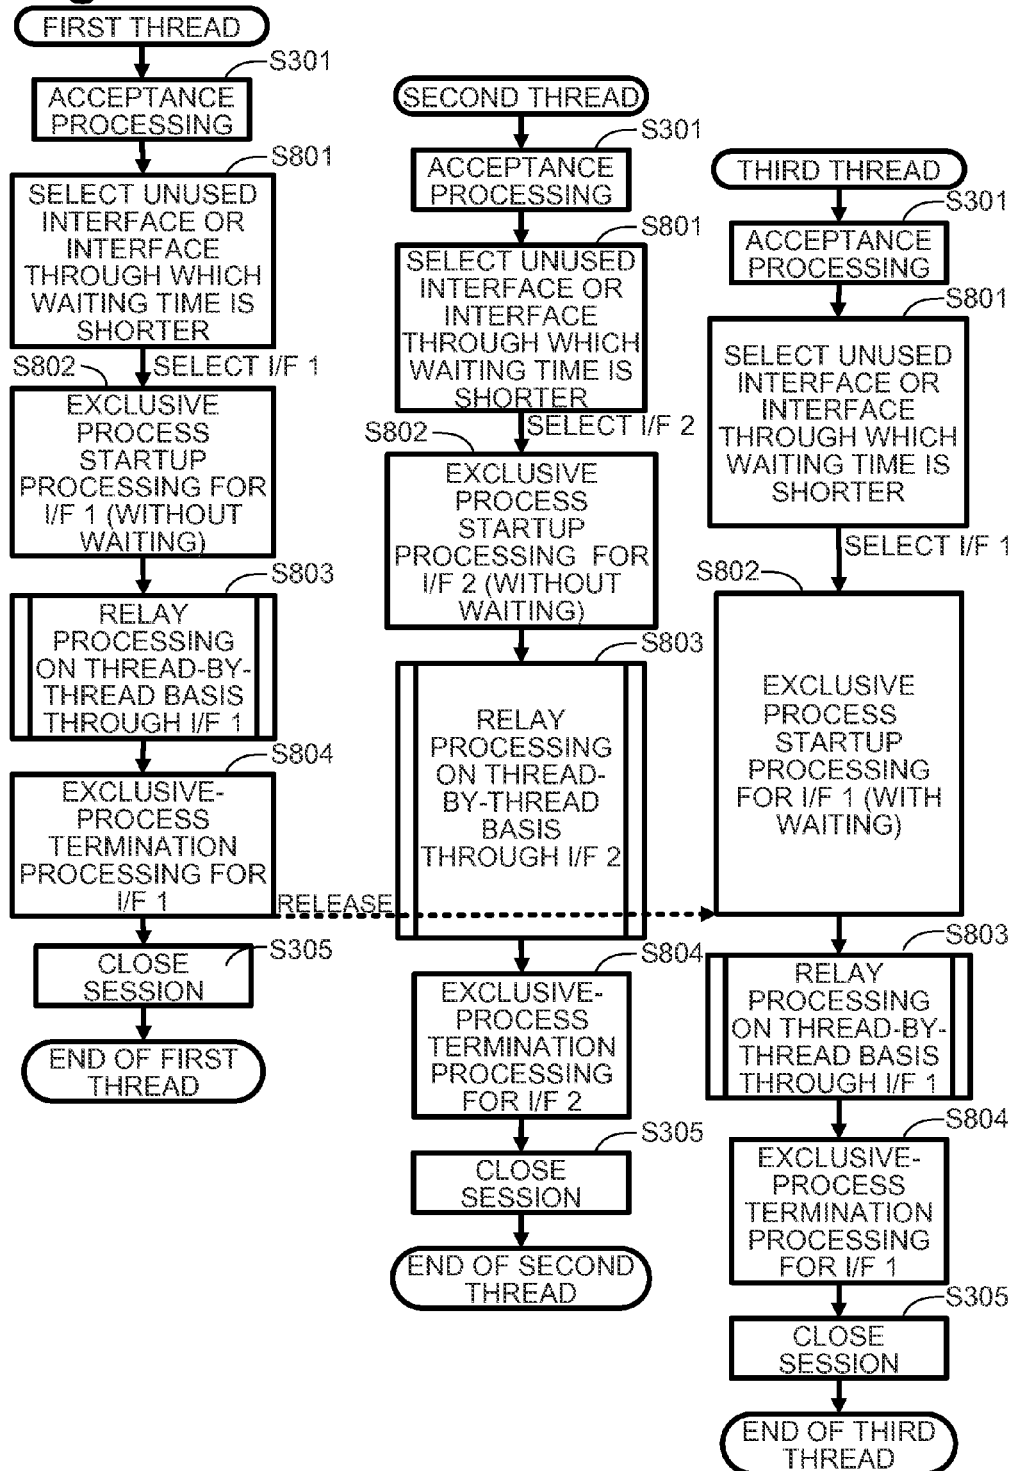 FIRST THREAD
S301
ACCEPTANCE
PROCESSING
S801
SELECT UNUSED
INTERFACE OR
INTERFACE
THROUGH WHICH
WAITING TIME IS
SHORTER
SELECT I/F 1
S802
EXCLUSIVE
PROCESS
STARTUP
PROCESSING FOR
I/F 1 (WITHOUT
WAITING)
S803
RELAY
PROCESSING
ON THREAD-BY-
THREAD BASIS
THROUGH I/F 1
S804
EXCLUSIVE-
PROCESS
TERMINATION
PROCESSING FOR
I/F 1
RELEASE
S305
CLOSE
SESSION
END OF FIRST
THREAD
SECOND THREAD
S301
ACCEPTANCE
PROCESSING
S801
SELECT UNUSED
INTERFACE OR
INTERFACE
THROUGH WHICH
WAITING TIME IS
SHORTER
SELECT I/F 2
S802
EXCLUSIVE
PROCESS
STARTUP
PROCESSING FOR
I/F 2 (WITHOUT
WAITING)
S803
RELAY
PROCESSING
ON THREAD-
BY-THREAD
BASIS
THROUGH I/F 2
S804
EXCLUSIVE-
PROCESS
TERMINATION
PROCESSING
FOR I/F 2
S305
CLOSE
SESSION
END OF SECOND
THREAD
THIRD THREAD
S301
ACCEPTANCE
PROCESSING
S801
SELECT UNUSED
INTERFACE OR
INTERFACE
THROUGH WHICH
WAITING TIME IS
SHORTER
SELECT I/F 1
S802
EXCLUSIVE
PROCESS
STARTUP
PROCESSING
FOR I/F 1 (WITH
WAITING)
S803
RELAY
PROCESSING
ON THREAD-BY-
THREAD BASIS
THROUGH I/F 1
S804
EXCLUSIVE-
PROCESS
TERMINATION
PROCESSING
FOR I/F 1
S305
CLOSE
SESSION
END OF THIRD
THREAD